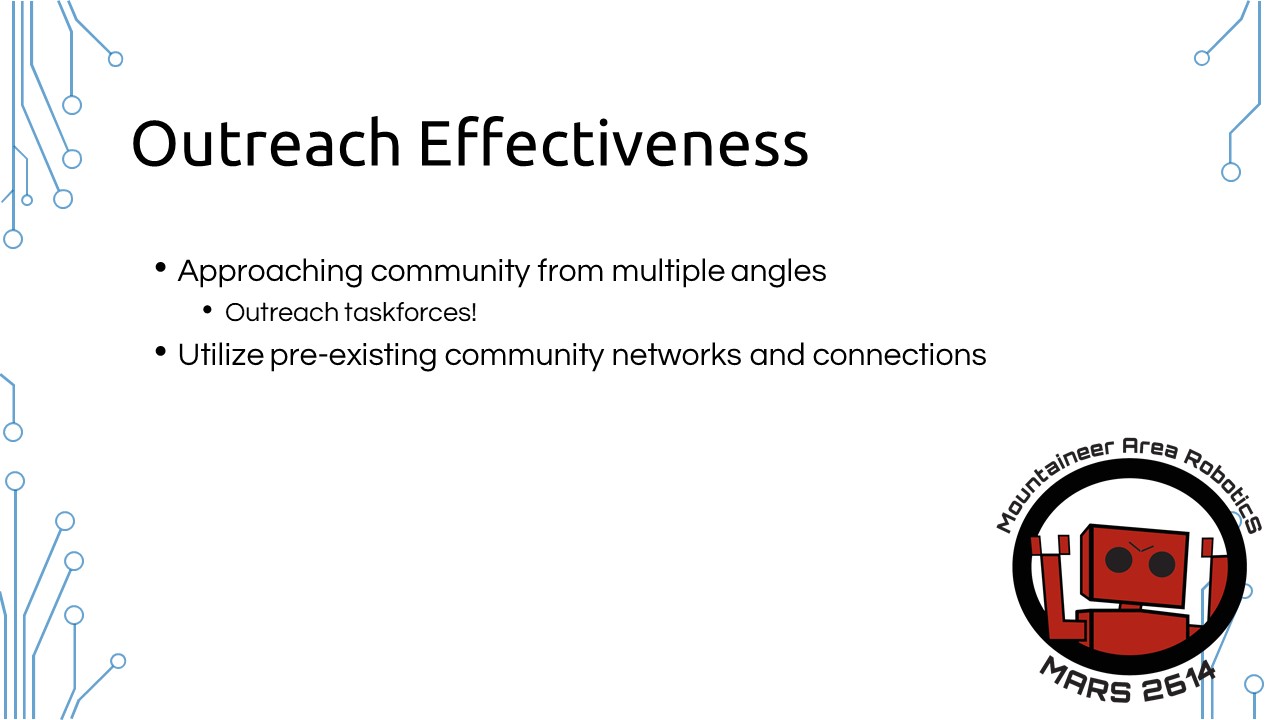 Outreach Effectiveness
• Approaching community from multiple angles
• Outreach taskforces!
• Utilize pre-existing community networks and connections
Mountaineer Area Robotics
MARS 2614